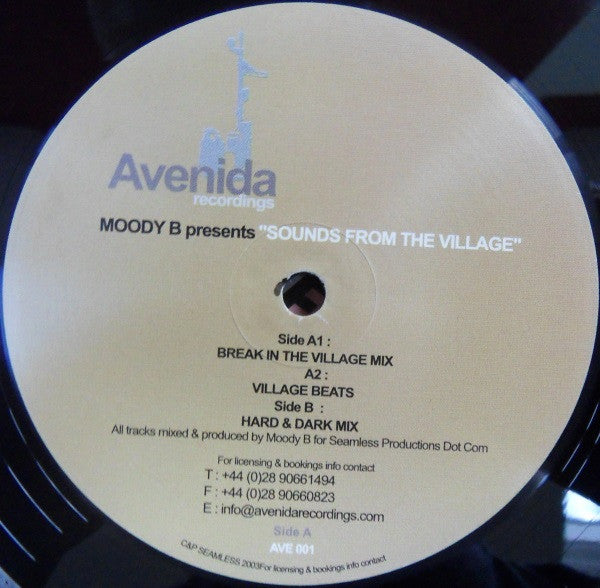 Avenida
recordings
MOODY B presents "SOUNDS FROM THE VILLAGE"
Side A1 :
BREAK IN THE VILLAGE MIX
A2 :
VILLAGE BEATS
Side B :
HARD & DARK MIX
All tracks mixed & produced by Moody B for Seamless Productions Dot Com
For licensing & bookings info contact
T : +44 (0)28 90661494
F : +44 (0)28 90660823
E : info@avenidarecordings.com
Side A
AVE 001
C&P SEAMLESS 2003For licensing & bookings info contact